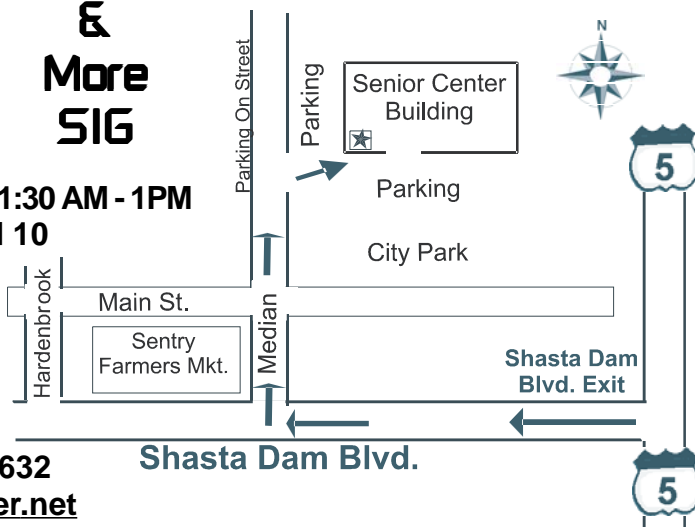 &
More
SIG
1:30 AM - 1PM
10
N
Parking On Street
Parking
Senior Center
Building
5
Parking
City Park
Hardenbrook
Main St.
Median
Sentry
Farmers Mkt.
Shasta Dam
Blvd. Exit
Shasta Dam Blvd.
632
er.net
5